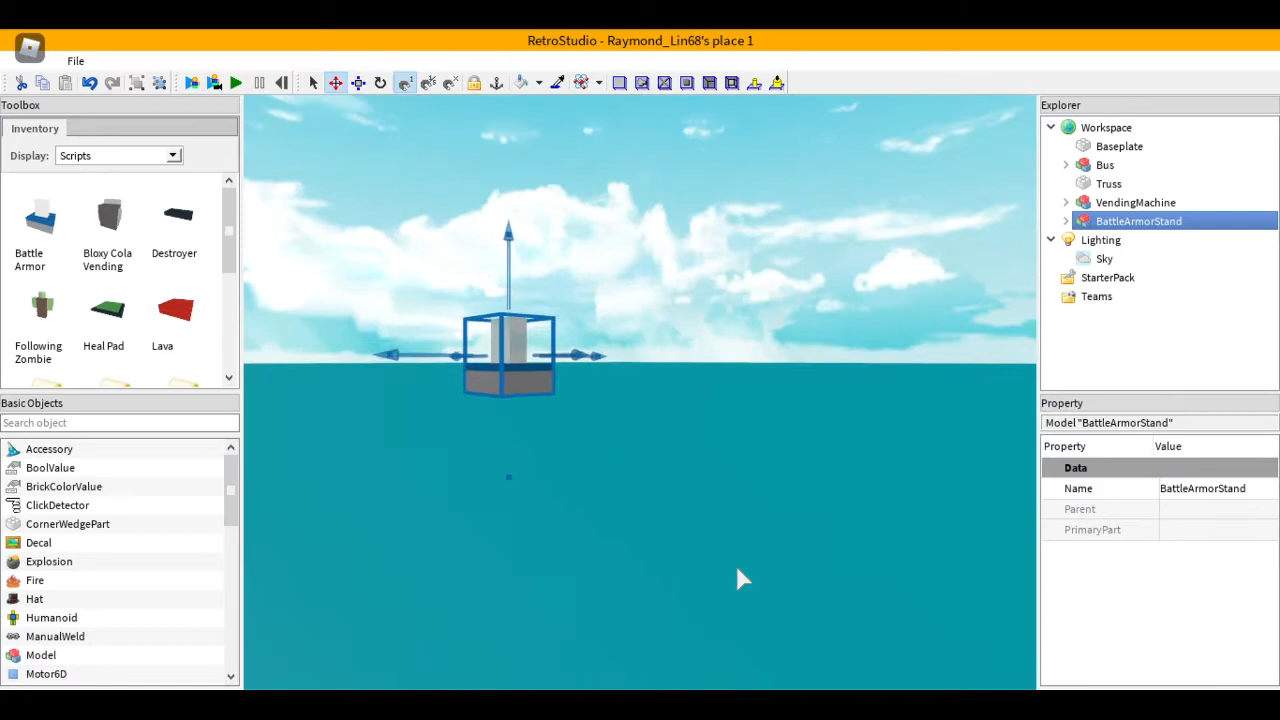 RetroStudio - Raymond_Lin68's place 1
File
Toolbox
Inventory
Display: Scripts
Battle Armor
Bloxy Cola Vending
Destroyer
Following Zombie
Heal Pad
Lava
Basic Objects
Search object
Accessory
BoolValue
BrickColorValue
ClickDetector
CornerWedgePart
Decal
Explosion
Fire
Hat
Humanoid
ManualWeld
Model
Motor6D
Explorer
Workspace
Baseplate
Bus
Truss
VendingMachine
BattleArmorStand
Lighting
Sky
StarterPack
Teams
Property
Model "BattleArmorStand"
Property Value
Data
Name BattleArmorStand
Parent
PrimaryPart